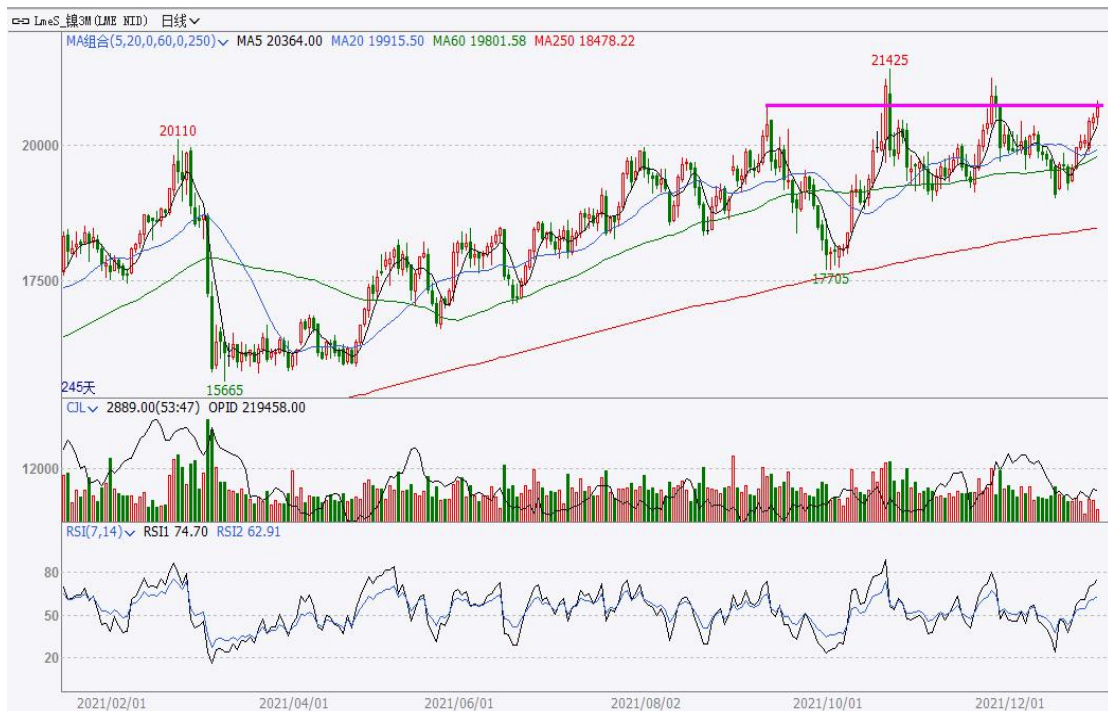 LmeS_镍3M(LME NID) 日线
MA组合(5,20,0,60,0,250) MA5 20364.00 MA20 19915.50 MA60 19801.58 MA250 18478.22
21425
20110
20000
17500
17705
15665
245天
CJL 2889.00(53:47) OPID 219458.00
12000
RSI(7,14) RSI1 74.70 RSI2 62.91
80
50
20
2021/02/01 2021/04/01 2021/06/01 2021/08/02 2021/10/01 2021/12/01